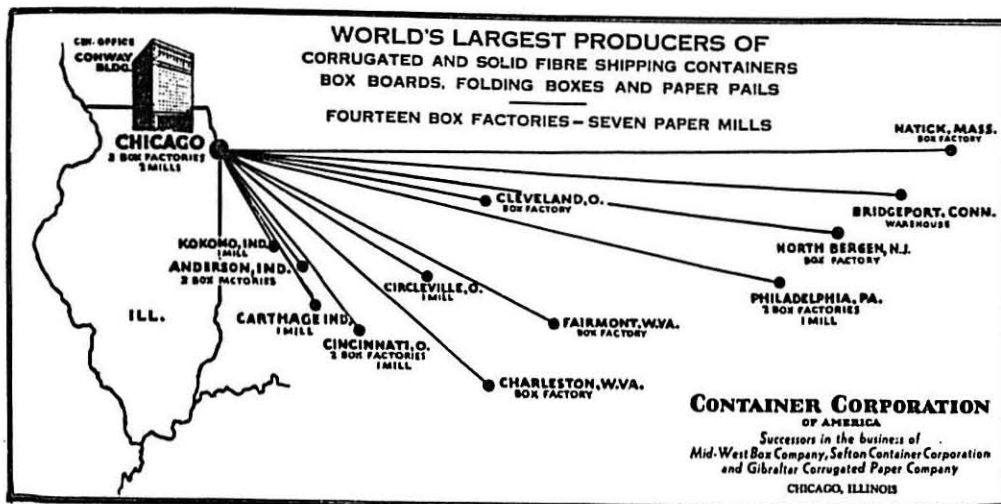 GEN. OFFICE
CONWAY
BLDG.
WORLD'S LARGEST PRODUCERS OF
CORRUGATED AND SOLID FIBRE SHIPPING CONTAINERS
BOX BOARDS, FOLDING BOXES AND PAPER PAILS
FOURTEEN BOX FACTORIES – SEVEN PAPER MILLS
CHICAGO
2 BOX FACTORIES
2 MILLS
NATICK, MASS.
BOX FACTORY
CLEVELAND, O.
BOX FACTORY
BRIDGEPORT, CONN.
WAREHOUSE
NORTH BERGEN, N.J.
BOX FACTORY
KOKOMO, IND.
1 MILL
ANDERSON, IND.
2 BOX FACTORIES
CIRCLEVILLE, O.
1 MILL
PHILADELPHIA, PA.
2 BOX FACTORIES
1 MILL
ILL.
CARTHAGE IND.
1 MILL
FAIRMONT, W.VA.
BOX FACTORY
CINCINNATI, O.
2 BOX FACTORIES
1 MILL
CHARLESTON, W.VA.
BOX FACTORY
CONTAINER CORPORATION
OF AMERICA
Successors in the business of
Mid-West Box Company, Sefton Container Corporation
and Gibraltar Corrugated Paper Company
CHICAGO, ILLINOIS